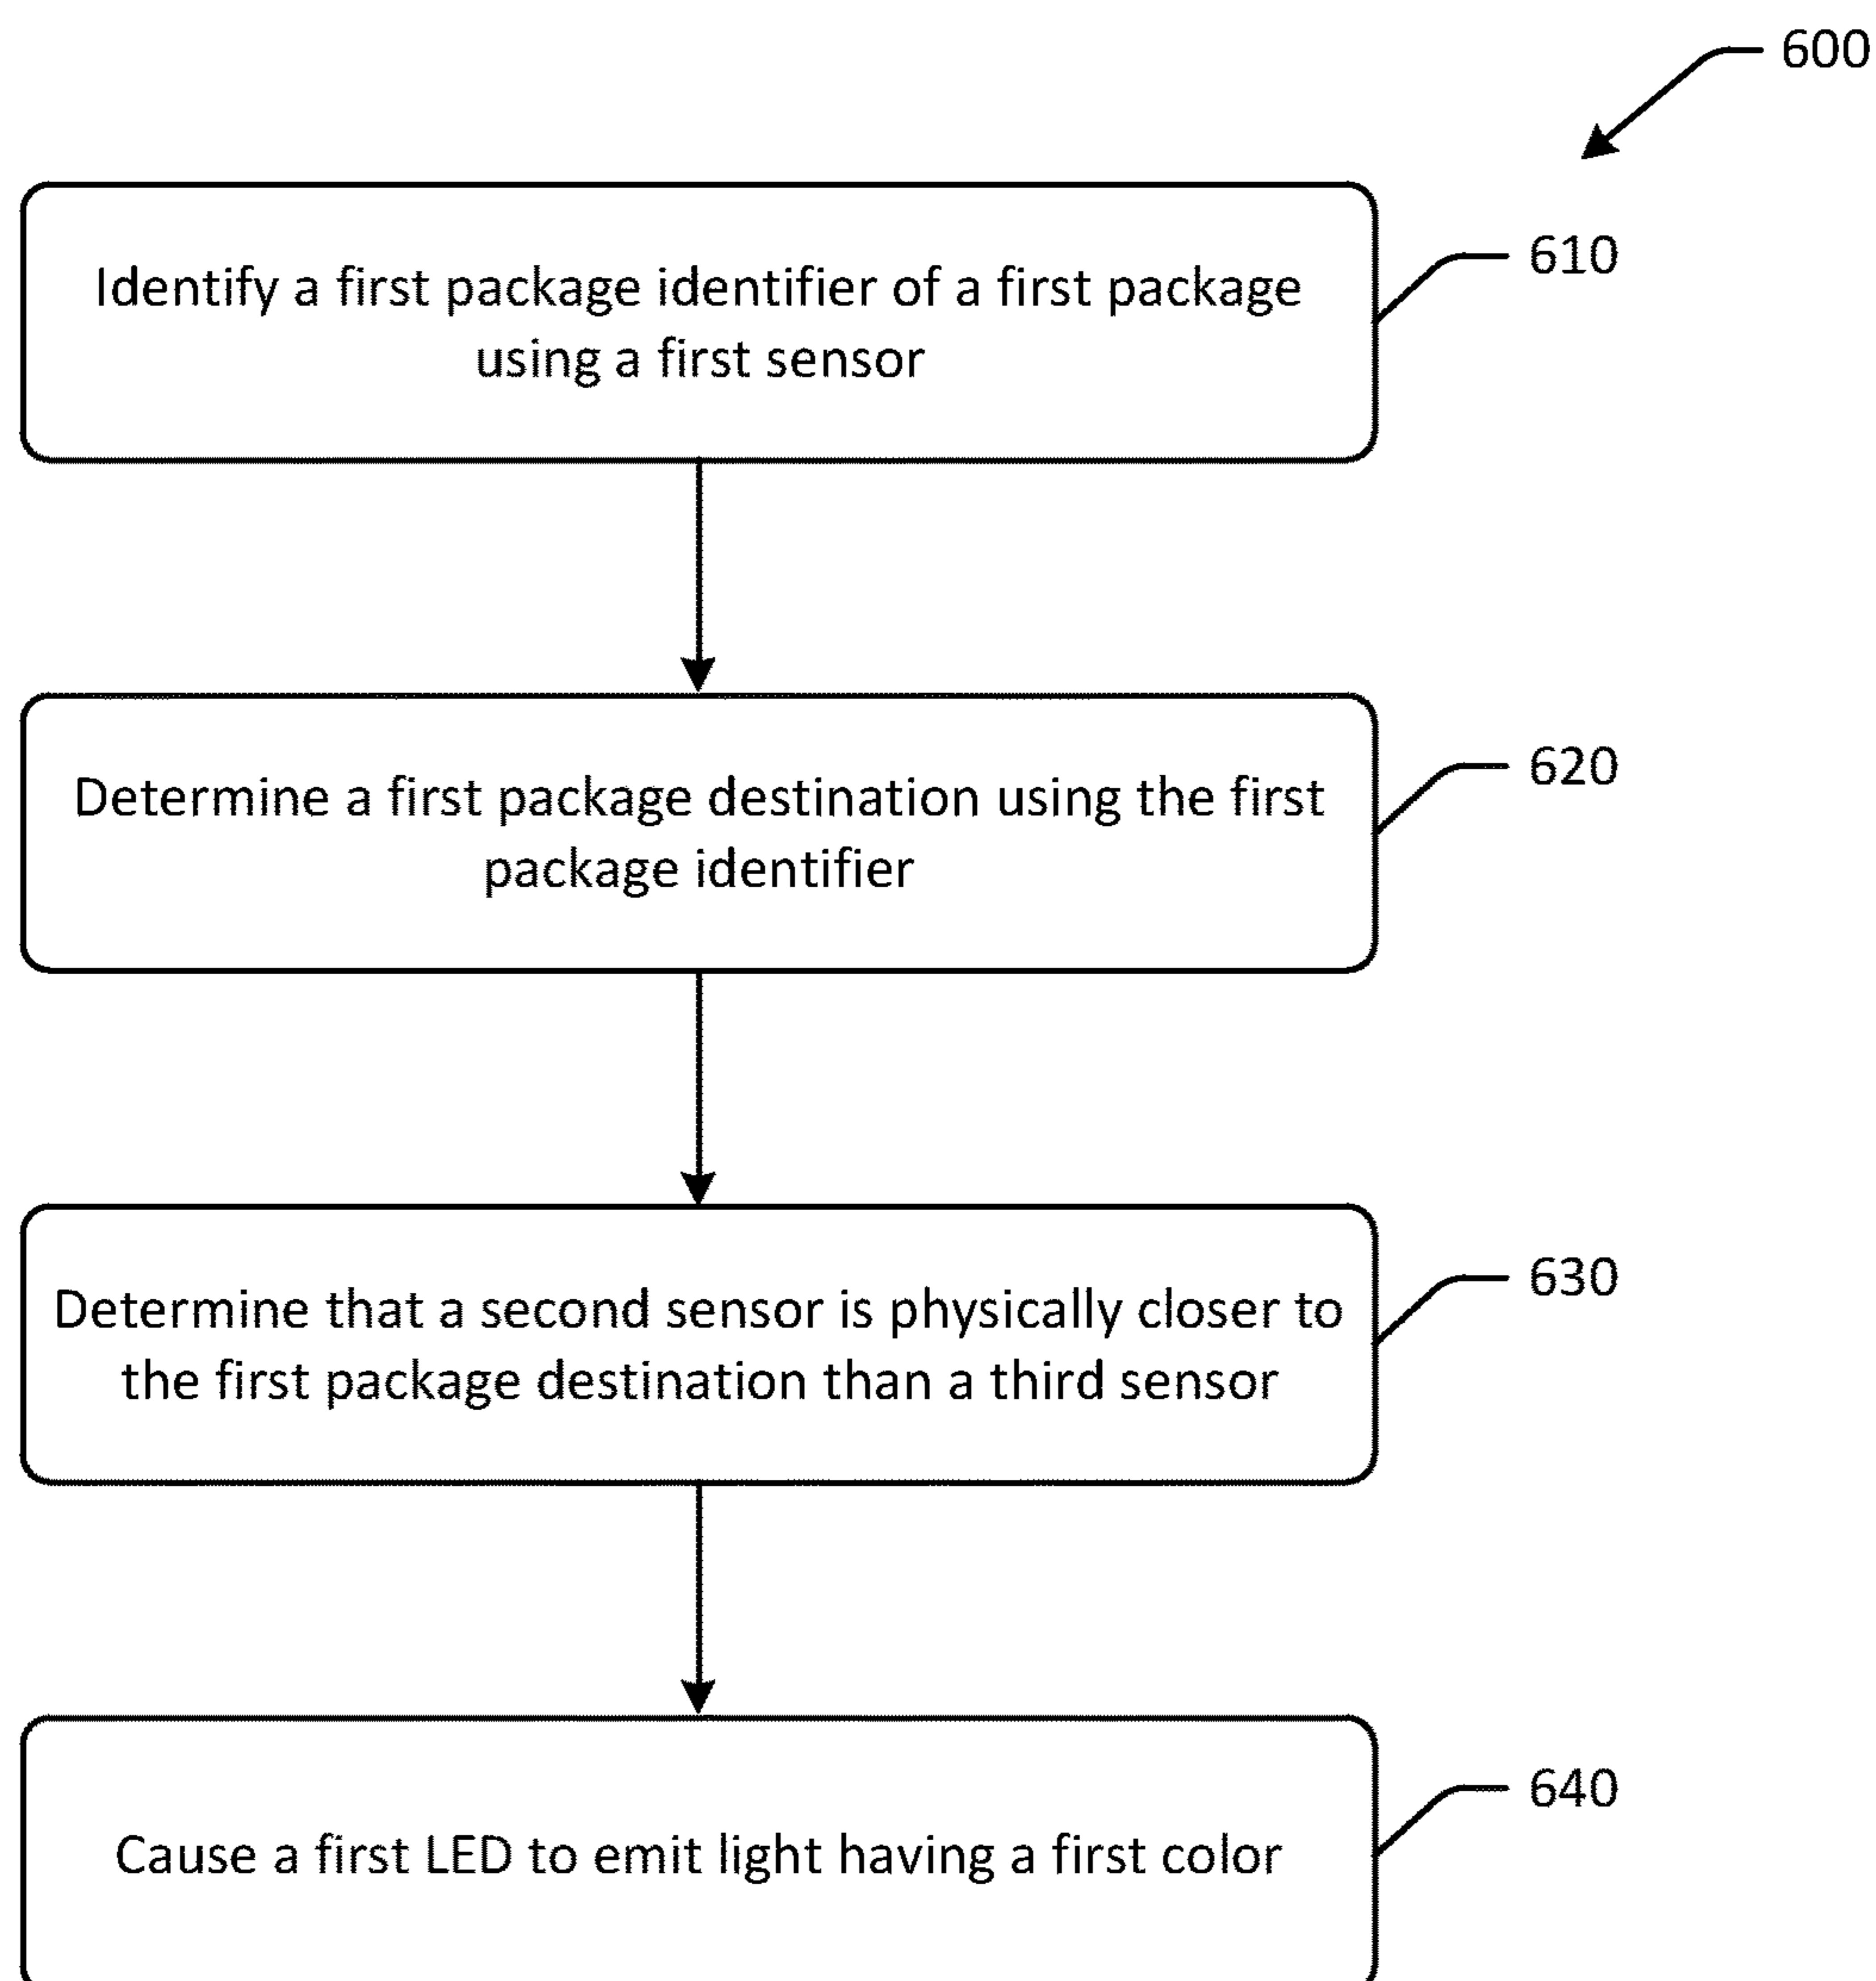 600
610
Identify a first package identifier of a first package
using a first sensor
620
Determine a first package destination using the first
package identifier
630
Determine that a second sensor is physically closer to
the first package destination than a third sensor
640
Cause a first LED to emit light having a first color